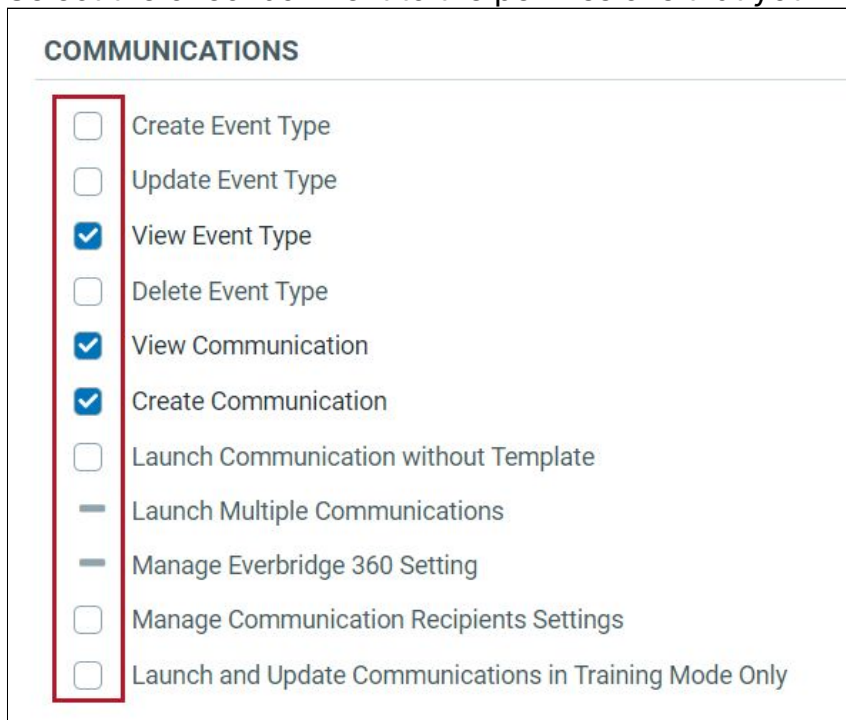 COMMUNICATIONS
Create Event Type
Update Event Type
View Event Type
Delete Event Type
View Communication
Create Communication
Launch Communication without Template
Launch Multiple Communications
Manage Everbridge 360 Setting
Manage Communication Recipients Settings
Launch and Update Communications in Training Mode Only